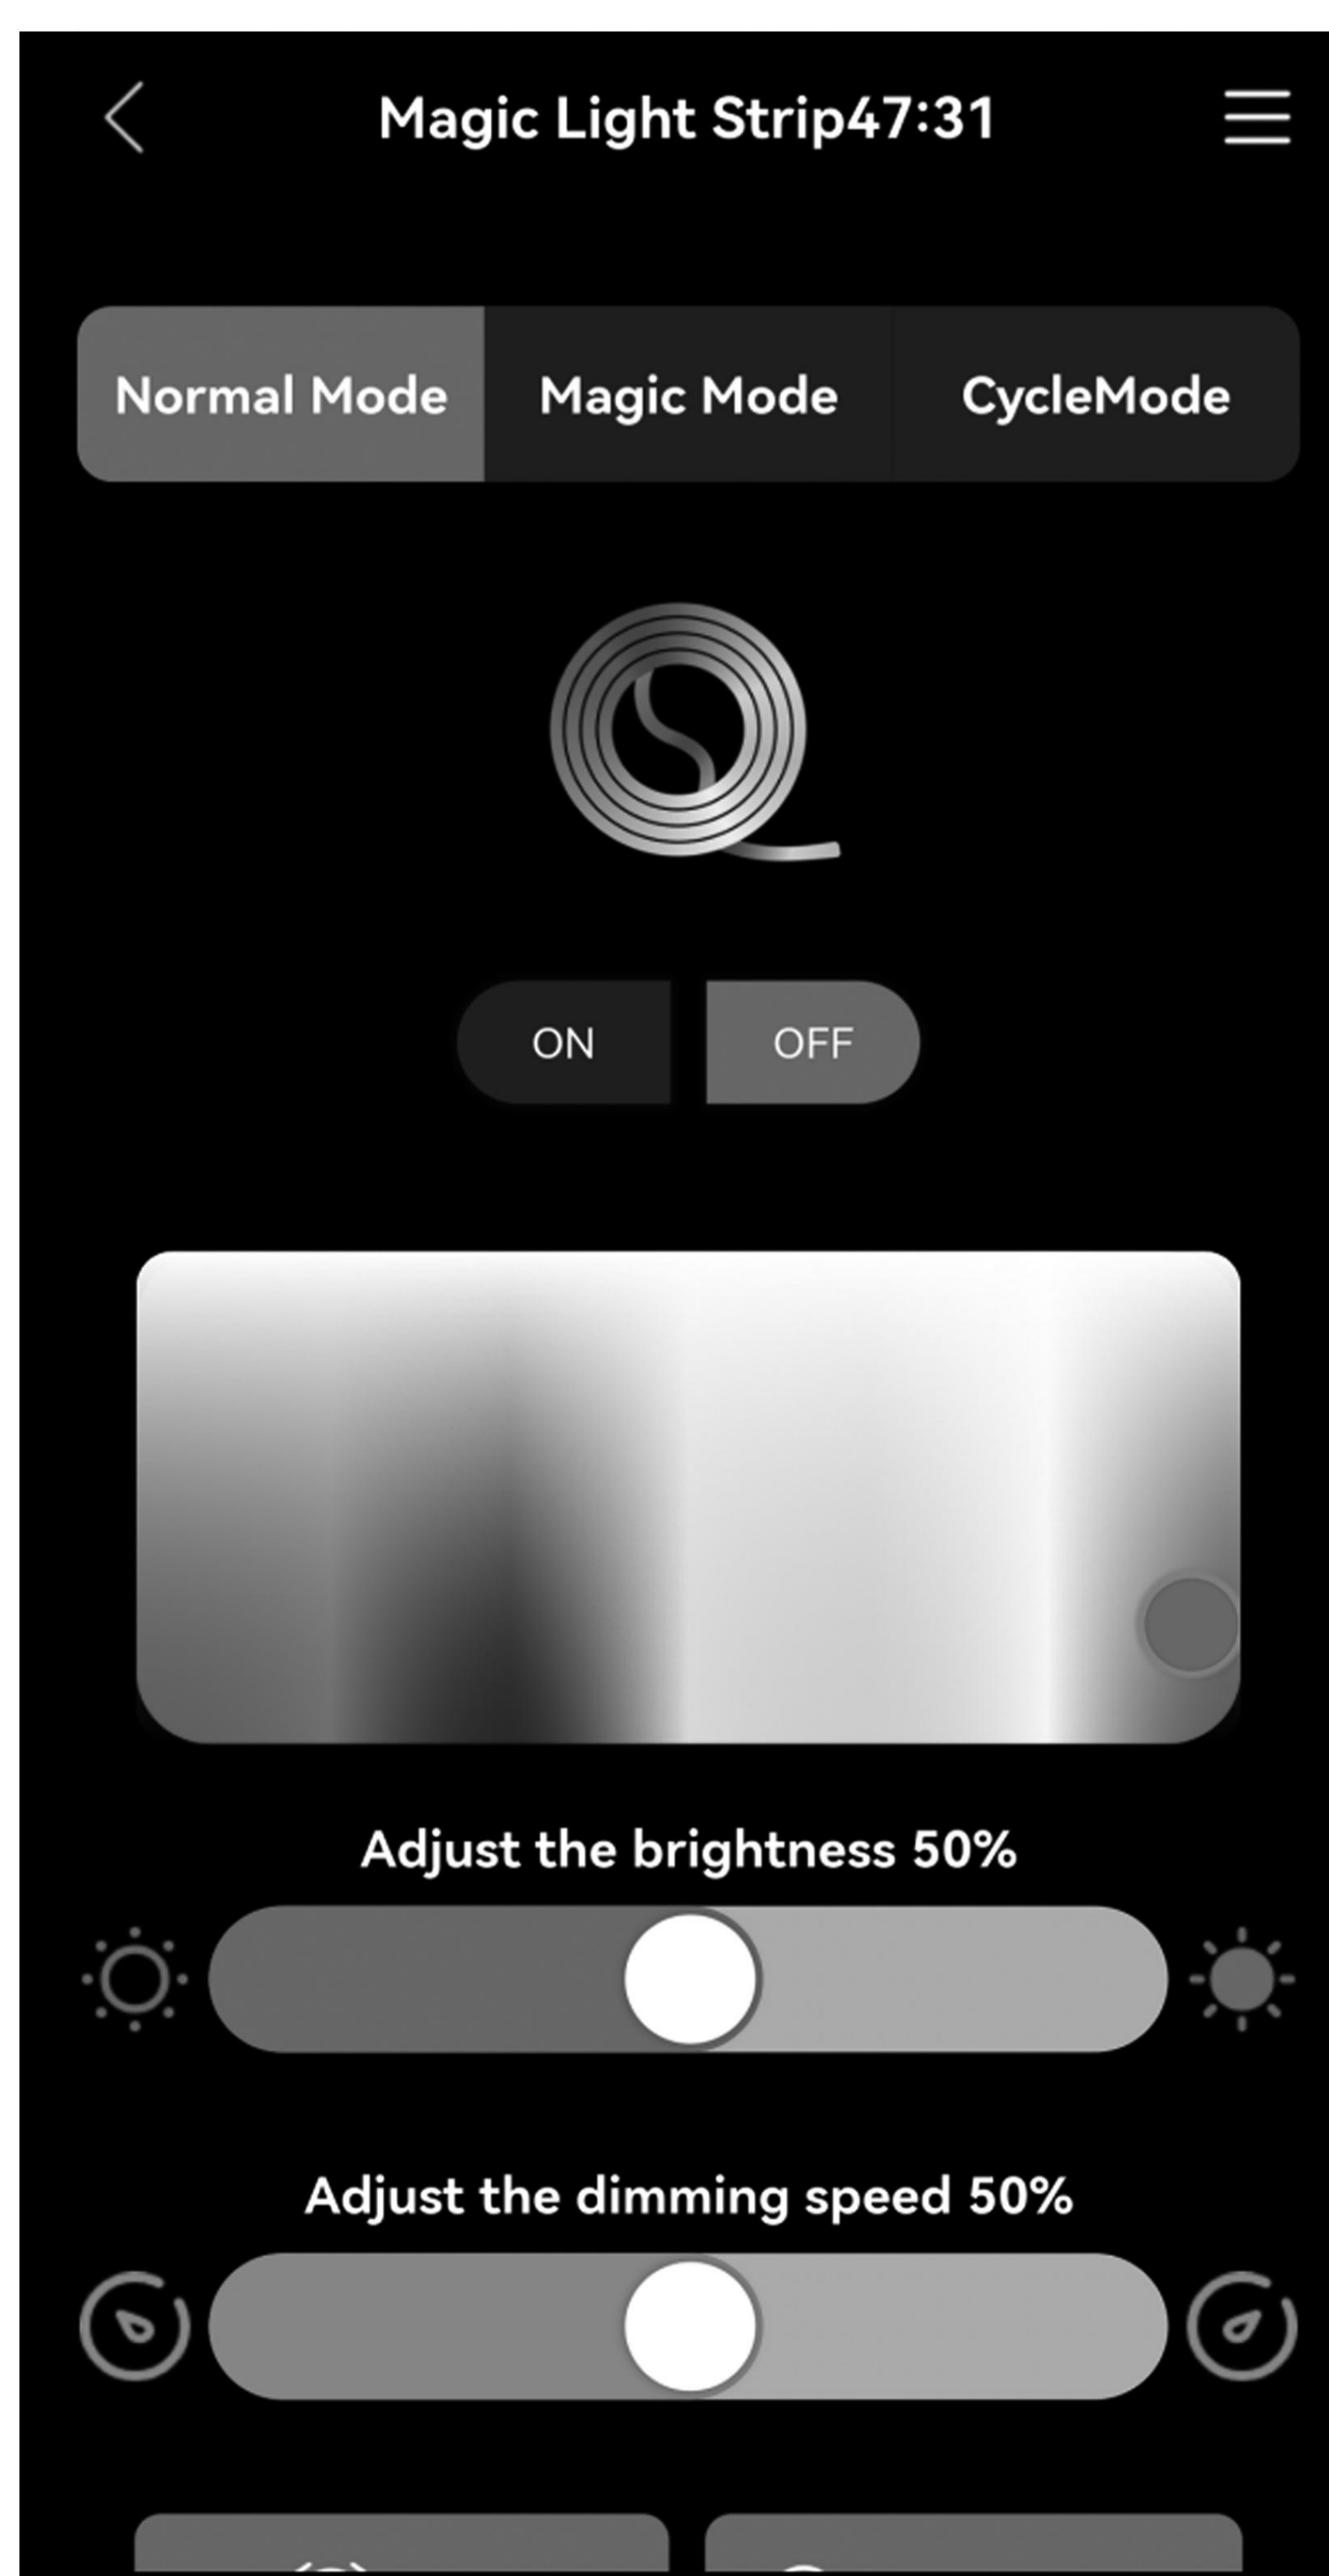 Magic Light Strip47:31
Normal Mode Magic Mode CycleMode
ON OFF
Adjust the brightness 50%
Adjust the dimming speed 50%